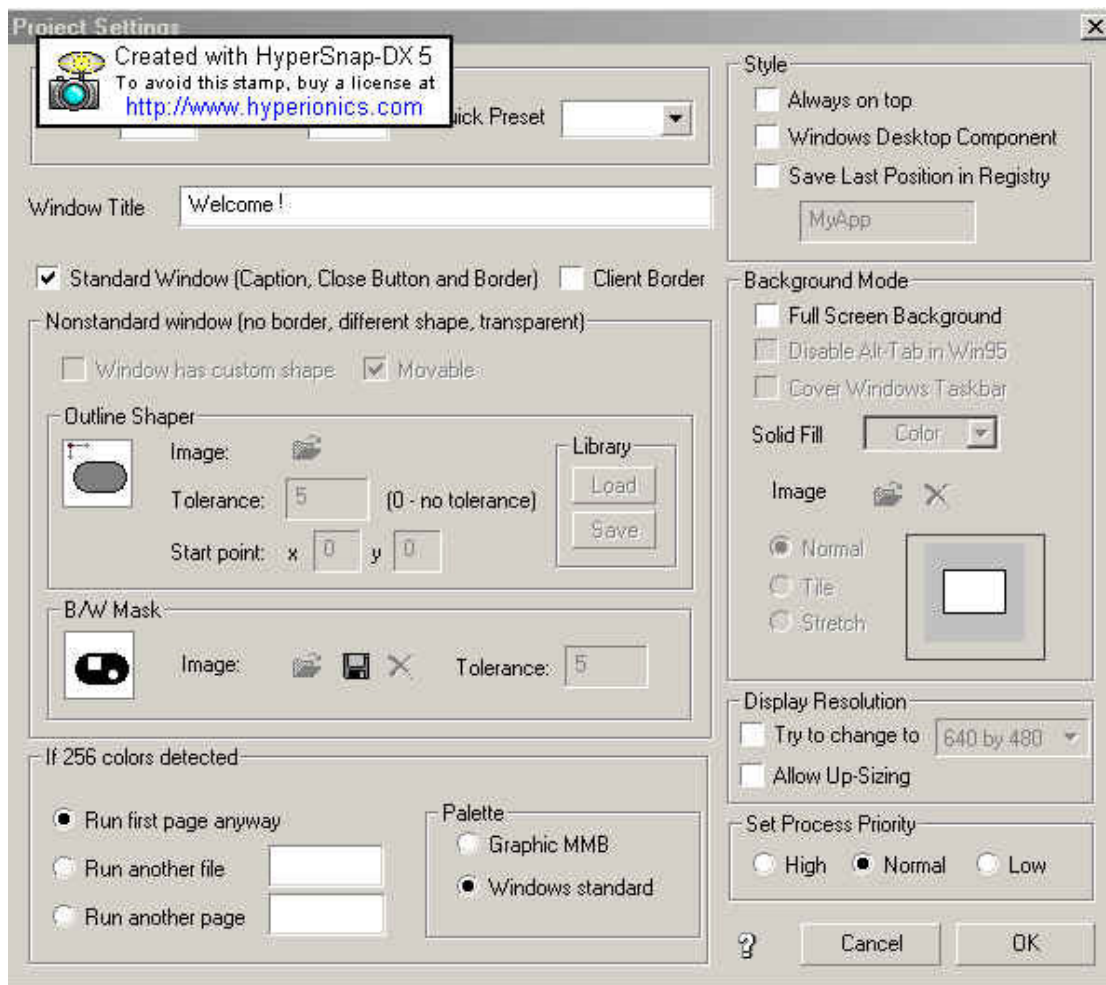 Project Settings
Created with HyperSnap-DX 5
To avoid this stamp, buy a license at
http://www.hyperionics.com
Quick Preset
Window Title Welcome !
Standard Window (Caption, Close Button and Border) Client Border
Nonstandard window (no border, different shape, transparent)
Window has custom shape Movable
Outline Shaper
Image:
Tolerance: 5 (0 - no tolerance)
Start point: x 0 y 0
Library
Load
Save
B/W Mask
Image: Tolerance: 5
If 256 colors detected
Run first page anyway
Run another file
Run another page
Palette
Graphic MMB
Windows standard
Style
Always on top
Windows Desktop Component
Save Last Position in Registry
MyApp
Background Mode
Full Screen Background
Disable Alt-Tab in Win95
Cover Windows Taskbar
Solid Fill Color
Image
Normal
Tile
Stretch
Display Resolution
Try to change to 640 by 480
Allow Up-Sizing
Set Process Priority
High Normal Low
? Cancel OK